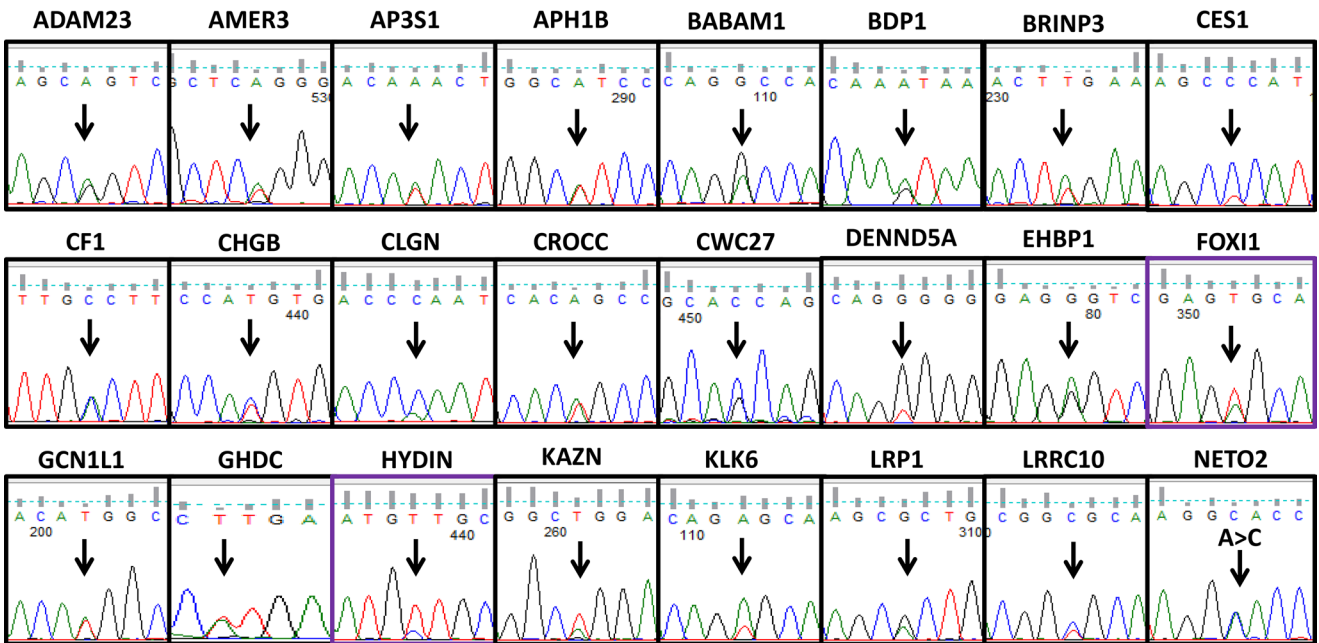 ADAM23 AMER3 AP3S1 APH1B BABAM1 BDP1 BRINP3 CES1
A G C A G T C G C T C A G G G A C A A A C T G G C A T C C C A G G C C A C A A A T A A A C T T G A A A G C C C A T
530 290 110 230
CF1 CHGB CLGN CROCC CWC27 DENND5A EHBP1 FOXI1
T T G C C T T C C A T G T G A C C C A A T C A C A G C C G C A C C A G C A G G G G G G A G G G T C G A G T G C A
440 450 80 350
GCN1L1 GHDC HYDIN KAZN KLK6 LRP1 LRRC10 NETO2
A C A T G G C C T T G A A T G T T G C G G C T G G A C A G A G C A A G C G C T G C G G C G C A A G G C A C C
200 440 260 110 310
A>C